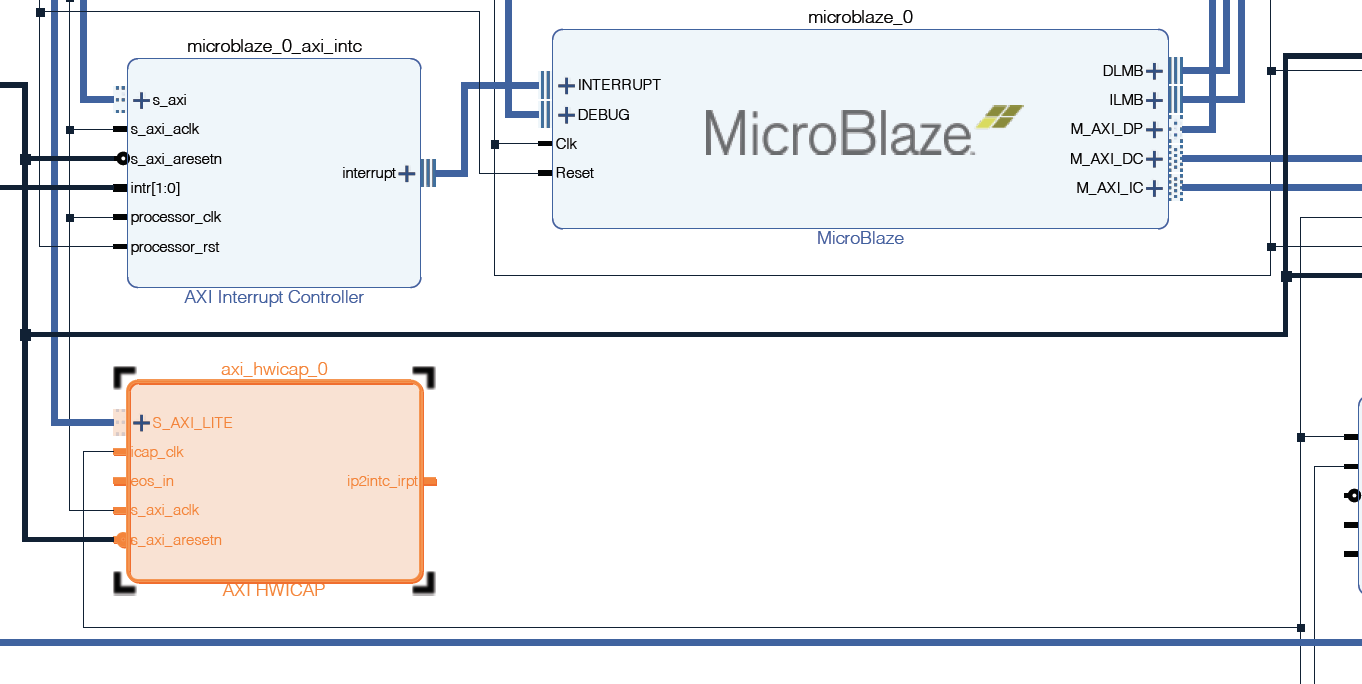 microblaze_0_axi_intc
s_axi
s_axi_aclk
s_axi_aresetn
intr[1:0]
processor_clk
processor_rst
interrupt
AXI Interrupt Controller
microblaze_0
INTERRUPT
DEBUG
Clk
Reset
MicroBlaze
DLMB
ILMB
M_AXI_DP
M_AXI_DC
M_AXI_IC
MicroBlaze
axi_hwicap_0
S_AXI_LITE
icap_clk
eos_in
s_axi_aclk
s_axi_aresetn
ip2intc_irpt
AXI HWICAP